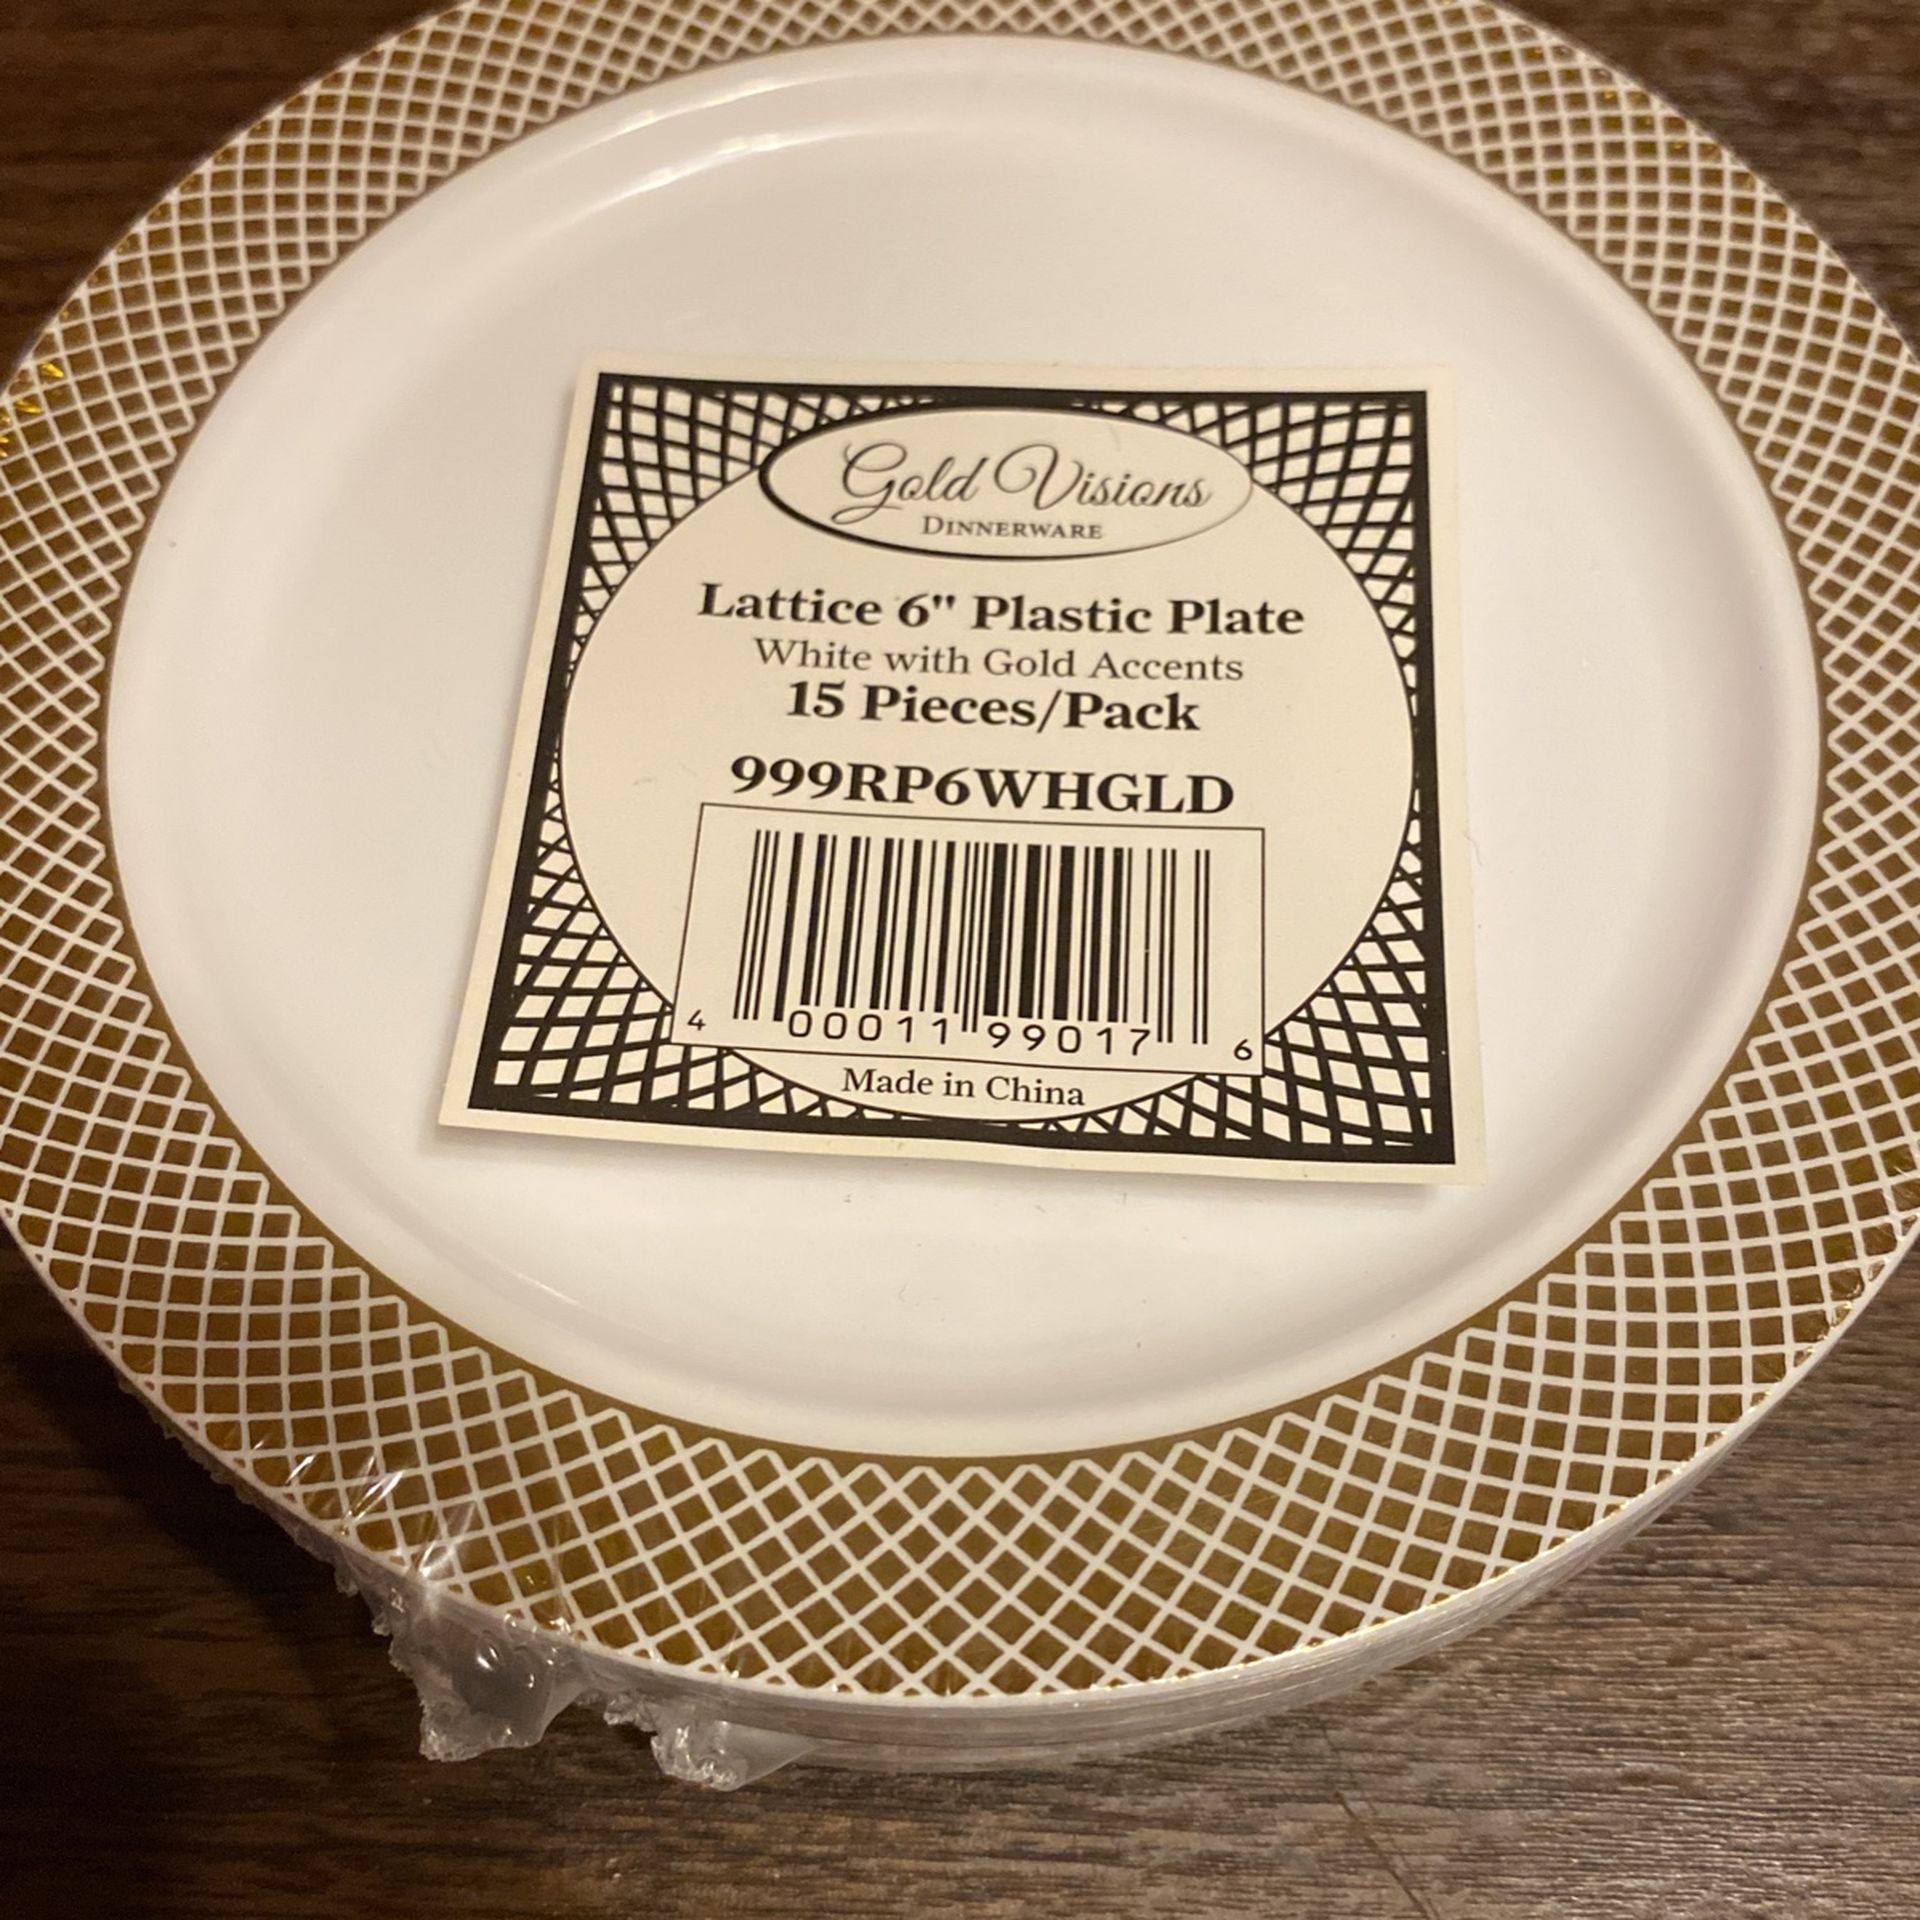 Gold Visions
DINNERWARE
Lattice 6" Plastic Plate
White with Gold Accents
15 Pieces/Pack
999RP6WHGLD
4 00011 99017 6
Made in China